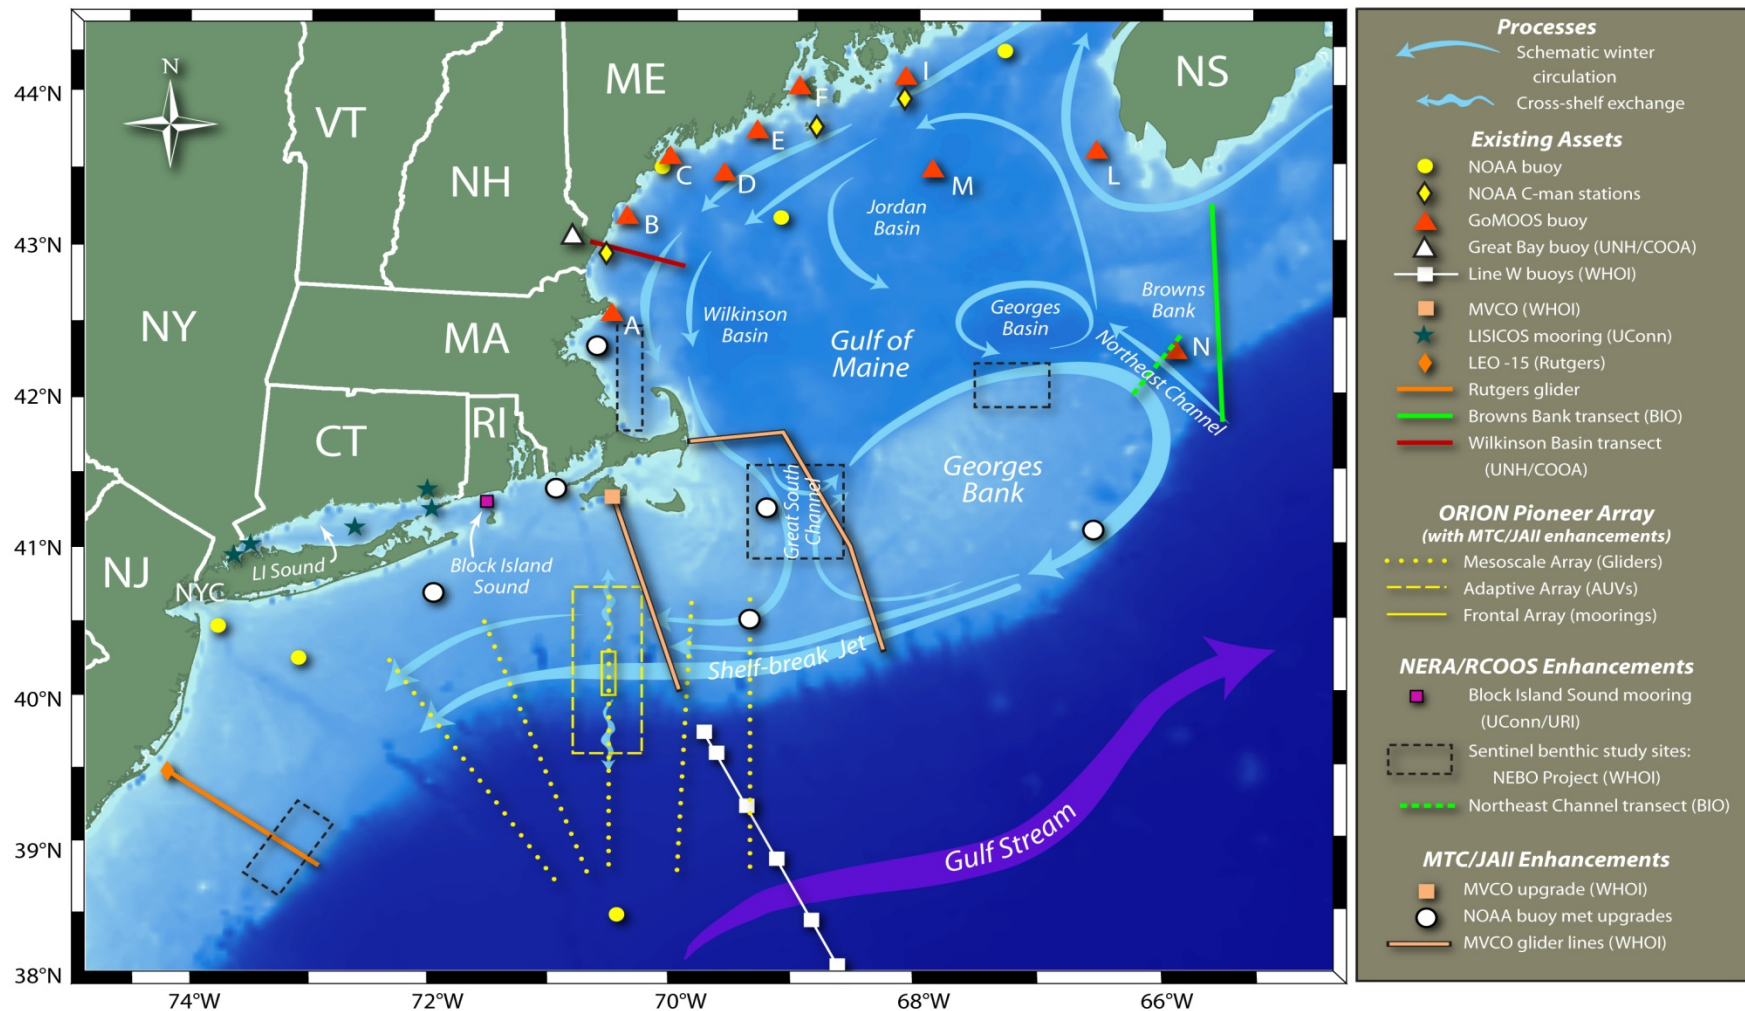 N
44°N
43°N
42°N
41°N
40°N
39°N
38°N
74°W
72°W
70°W
68°W
66°W
VT
NH
ME
NS
NY
MA
CT
RI
NJ
NYC
I
F
E
C
D
B
M
L
A
N
Jordan
Basin
Wilkinson
Basin
Gulf of
Maine
Georges
Basin
Browns
Bank
Northeast Channel
Georges
Bank
Great South
Channel
LI Sound
Block Island
Sound
Shelf-break Jet
Gulf Stream
Processes
Schematic winter
circulation
Cross-shelf exchange
Existing Assets
NOAA buoy
NOAA C-man stations
GoMOOS buoy
Great Bay buoy (UNH/COOA)
Line W buoys (WHOI)
MVCO (WHOI)
LISICOS mooring (UConn)
LEO -15 (Rutgers)
Rutgers glider
Browns Bank transect (BIO)
Wilkinson Basin transect
(UNH/COOA)
ORION Pioneer Array
(with MTC/JAII enhancements)
Mesoscale Array (Gliders)
Adaptive Array (AUVs)
Frontal Array (moorings)
NERA/RCOOS Enhancements
Block Island Sound mooring
(UConn/URI)
Sentinel benthic study sites:
NEBO Project (WHOI)
Northeast Channel transect (BIO)
MTC/JAII Enhancements
MVCO upgrade (WHOI)
NOAA buoy met upgrades
MVCO glider lines (WHOI)